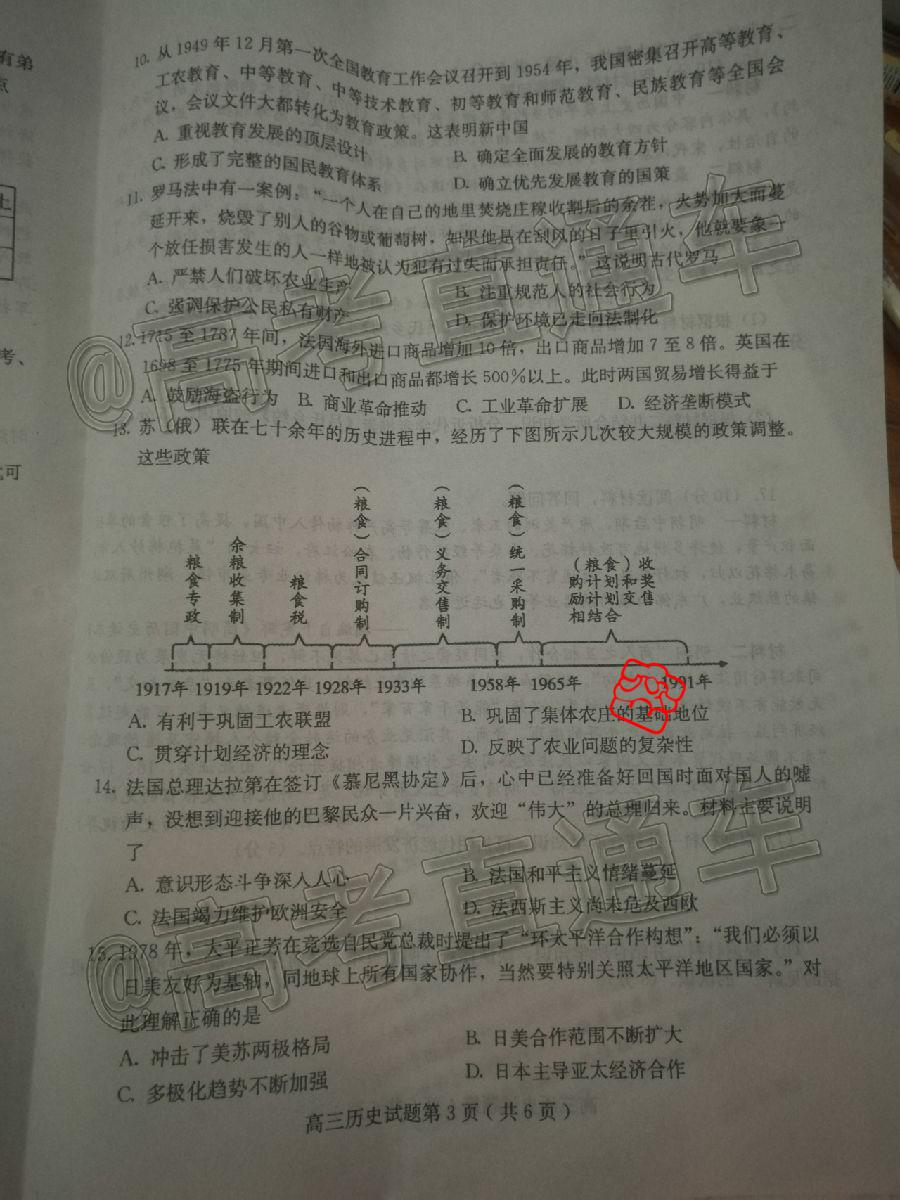 有弟
点
上
考、
可
10. 从1949年12月第一次全国教育工作会议召开到1954年，我国密集召开高等教育、
工农教育、中等教育、中等技术教育、初等教育和师范教育、民族教育等全国会
议，会议文件大都转化为教育政策。这表明新中国
A. 重视教育发展的顶层设计
B. 确定全面发展的教育方针
C. 形成了完整的国民教育体系
D. 确立优先发展教育的国策
11. 罗马法中有一案例：“一个人在自己的地里焚烧庄稼收割后的余茬，火势加大而蔓
延开来，烧毁了别人的谷物或葡萄树，如果他是在刮风的日子里引火，他就要象一
个放任损害发生的人一样地被认为犯有过失而承担责任。”这说明古代罗马
A. 严禁人们破坏农业生产
B. 注重规范人的社会行为
C. 强调保护公民私有财产
D. 保护环境已走向法制化
12. 1715至1787年间，法国海外进口商品增加10倍，出口商品增加7至8倍。英国在
1698至1775年期间进口和出口商品都增长500%以上。此时两国贸易增长得益于
A. 鼓励海盗行为 B. 商业革命推动 C. 工业革命扩展 D. 经济垄断模式
13. 苏（俄）联在七十余年的历史进程中，经历了下图所示几次较大规模的政策调整。
这些政策
粮食专政
余粮收集制
粮食税
（粮食）合同订购制
（粮食）义务交售制
（粮食）统一采购制
（粮食）收
购计划和奖
励计划交售
相结合
1917年 1919年 1922年 1928年 1933年 1958年 1965年 1991年
A. 有利于巩固工农联盟
B. 巩固了集体农庄的基础地位
C. 贯穿计划经济的理念
D. 反映了农业问题的复杂性
14. 法国总理达拉第在签订《慕尼黑协定》后，心中已经准备好回国时面对国人的嘘
声，没想到迎接他的巴黎民众一片兴奋，欢迎“伟大”的总理归来。材料主要说明
了
A. 意识形态斗争深入人心
B. 法国和平主义情绪蔓延
C. 法国竭力维护欧洲安全
D. 法西斯主义尚未危及西欧
15. 1978年，大平正芳在竞选自民党总裁时提出了“环太平洋合作构想”：“我们必须以
日美友好为基轴，同地球上所有国家协作，当然要特别关照太平洋地区国家。”对
此理解正确的是
A. 冲击了美苏两极格局
B. 日美合作范围不断扩大
C. 多极化趋势不断加强
D. 日本主导亚太经济合作
高三历史试题第3页（共6页）
@高考直通车
@高考直通车